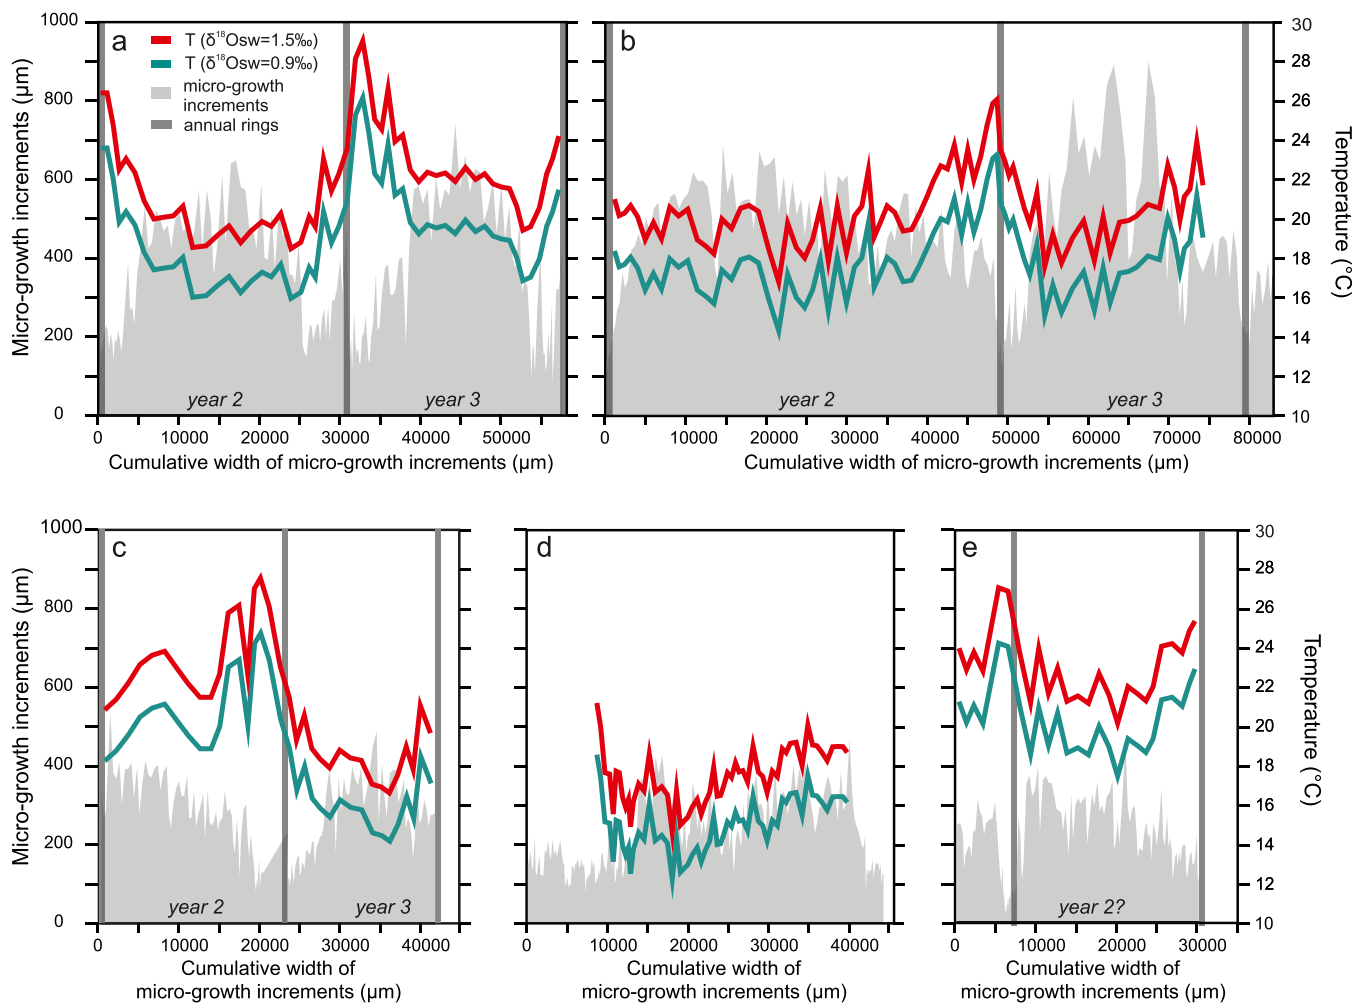 a
T (δ¹⁸Osw=1.5‰)
T (δ¹⁸Osw=0.9‰)
micro-growth
increments
annual rings
Micro-growth increments (µm)
1000
800
600
400
200
0
year 2
year 3
0 10000 20000 30000 40000 50000
Cumulative width of micro-growth increments (µm)
b
year 2
year 3
0 10000 20000 30000 40000 50000 60000 70000 80000
Cumulative width of micro-growth increments (µm)
30
28
26
24
22
20
18
16
14
12
10
Temperature (°C)
c
Micro-growth increments (µm)
1000
800
600
400
200
0
year 2
year 3
0 10000 20000 30000 40000
Cumulative width of
micro-growth increments (µm)
d
10000 20000 30000 40000
Cumulative width of
micro-growth increments (µm)
e
year 2?
0 10000 20000 30000
Cumulative width of
micro-growth increments (µm)
30
28
26
24
22
20
18
16
14
12
10
Temperature (°C)